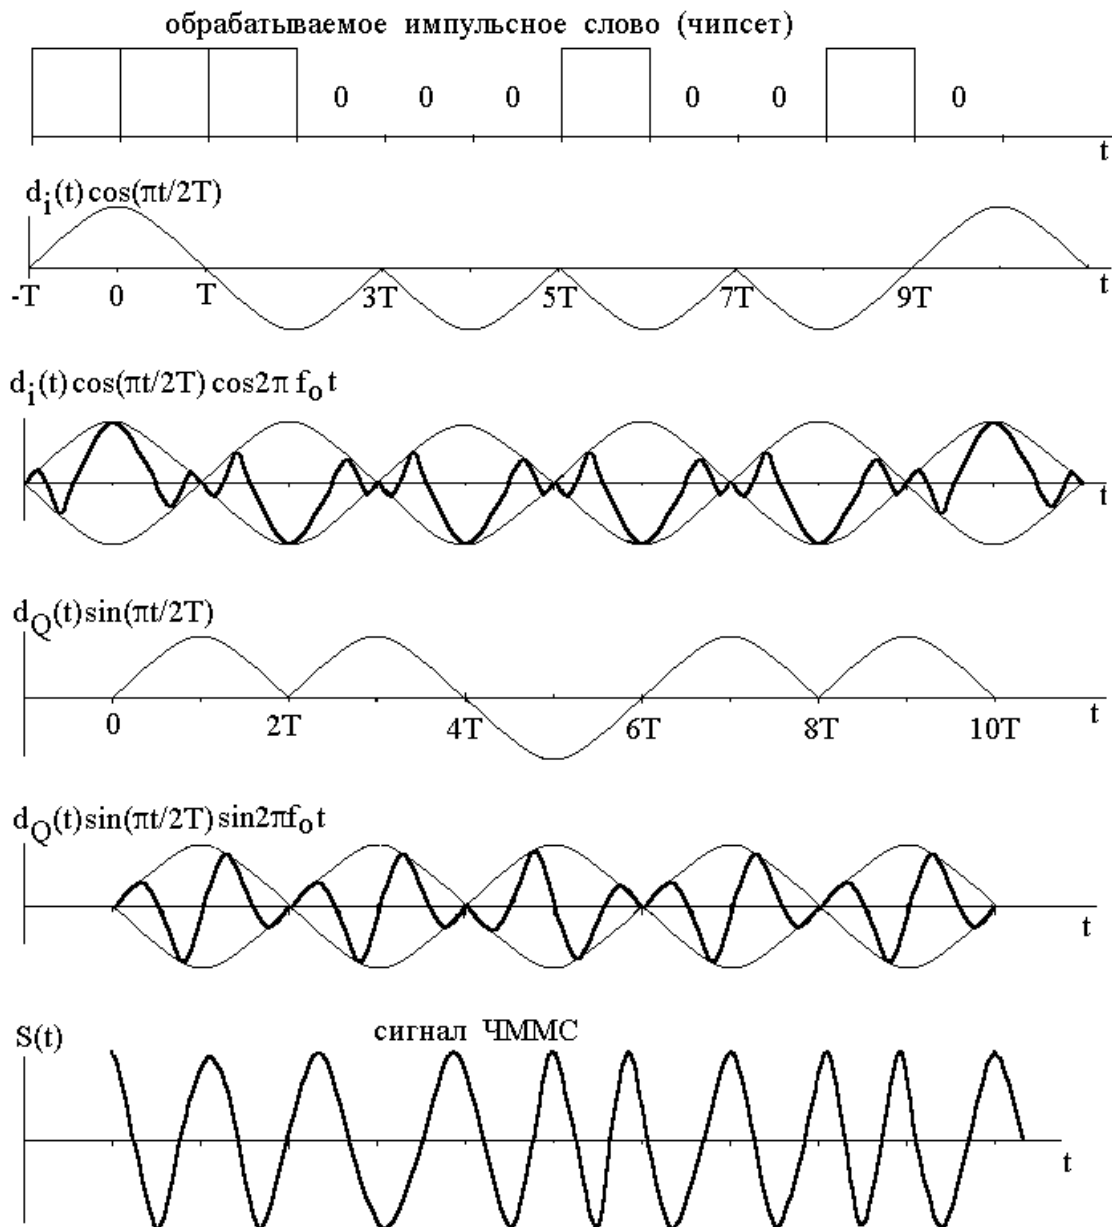 обрабатываемое импульсное слово (чипсет)
0 0 0 0 0 0
t
d_i(t)cos(πt/2T)
-T 0 T 3T 5T 7T 9T t
d_i(t)cos(πt/2T)cos2π f_o t
t
d_Q(t)sin(πt/2T)
0 2T 4T 6T 8T 10T t
d_Q(t)sin(πt/2T)sin2πf_o t
t
S(t) сигнал ЧММС
t